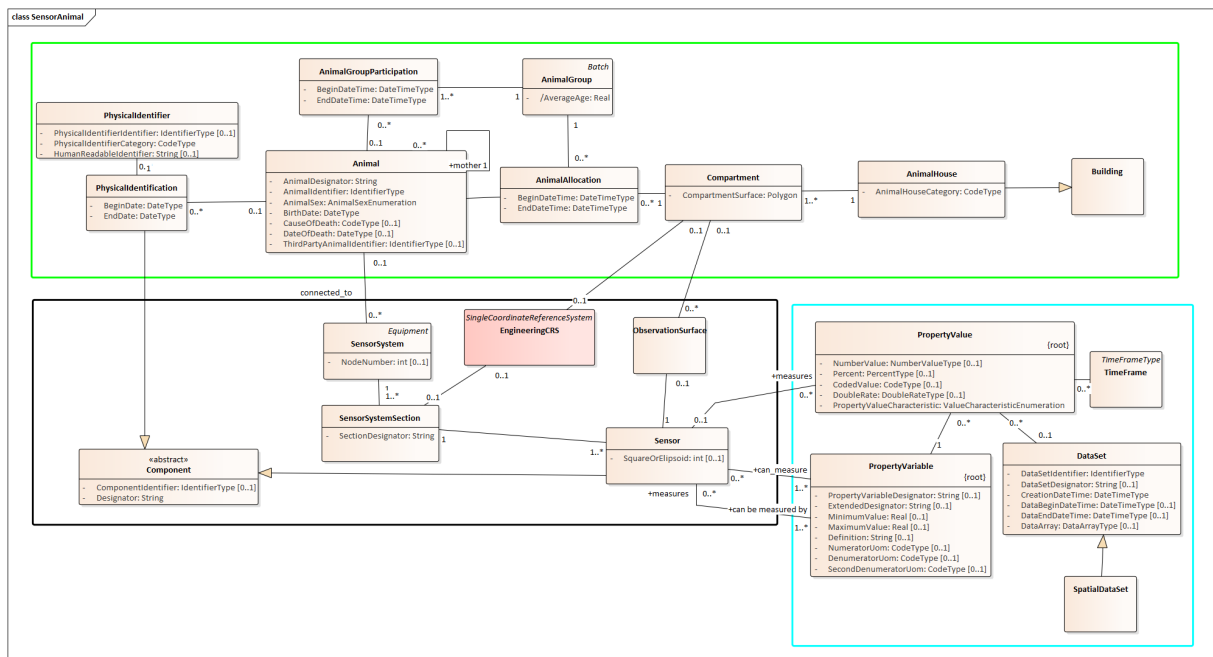 class SensorAnimal
AnimalGroupParticipation
- BeginDateTime: DateTimeType
- EndDateTime: DateTimeType
1..*
1
Batch
AnimalGroup
- /AverageAge: Real
0..*
0..1
1
0..*
PhysicalIdentifier
- PhysicalIdentifierIdentifier: IdentifierType [0..1]
- PhysicalIdentifierCategory: CodeType
- HumanReadableIdentifier: String [0..1]
0..1
PhysicalIdentification
- BeginDate: DateType
- EndDate: DateType
0..*
0..1
0..*
+mother 1
Animal
- AnimalDesignator: String
- AnimalIdentifier: IdentifierType
- AnimalSex: AnimalSexEnumeration
- BirthDate: DateType
- CauseOfDeath: CodeType [0..1]
- DateOfDeath: DateType [0..1]
- ThirdPartyAnimalIdentifier: IdentifierType [0..1]
0..1
AnimalAllocation
- BeginDateTime: DateTimeType
- EndDateTime: DateTimeType
0..*
1
Compartment
- CompartmentSurface: Polygon
1..*
1
0..1
0..1
AnimalHouse
- AnimalHouseCategory: CodeType
Building
connected_to
0..*
Equipment
SensorSystem
- NodeNumber: int [0..1]
1
1..*
0..1
SingleCoordinateReferenceSystem
EngineeringCRS
0..1
0..1
0..*
ObservationSurface
0..1
1
SensorSystemSection
- SectionDesignator: String
1
1..*
Sensor
- SquareOrElipsoid: int [0..1]
0..1
0..*
0..*
+measures
«abstract»
Component
- ComponentIdentifier: IdentifierType [0..1]
- Designator: String
+measures
0..*
+can_measure
1..*
+can be measured by
1..*
PropertyValue
{root}
- NumberValue: NumberValueType [0..1]
- Percent: PercentType [0..1]
- CodedValue: CodeType [0..1]
- DoubleRate: DoubleRateType [0..1]
- PropertyValueCharacteristic: ValueCharacteristicEnumeration
0..*
TimeFrameType
TimeFrame
0..*
1
0..*
0..1
PropertyVariable
{root}
- PropertyVariableDesignator: String [0..1]
- ExtendedDesignator: String [0..1]
- MinimumValue: Real [0..1]
- MaximumValue: Real [0..1]
- Definition: String [0..1]
- NumeratorUom: CodeType [0..1]
- DenumeratorUom: CodeType [0..1]
- SecondDenumeratorUom: CodeType [0..1]
DataSet
- DataSetIdentifier: IdentifierType
- DataSetDesignator: String [0..1]
- CreationDateTime: DateTimeType
- DataBeginDateTime: DateTimeType [0..1]
- DataEndDateTime: DateTimeType [0..1]
- DataArray: DataArrayType [0..1]
SpatialDataSet